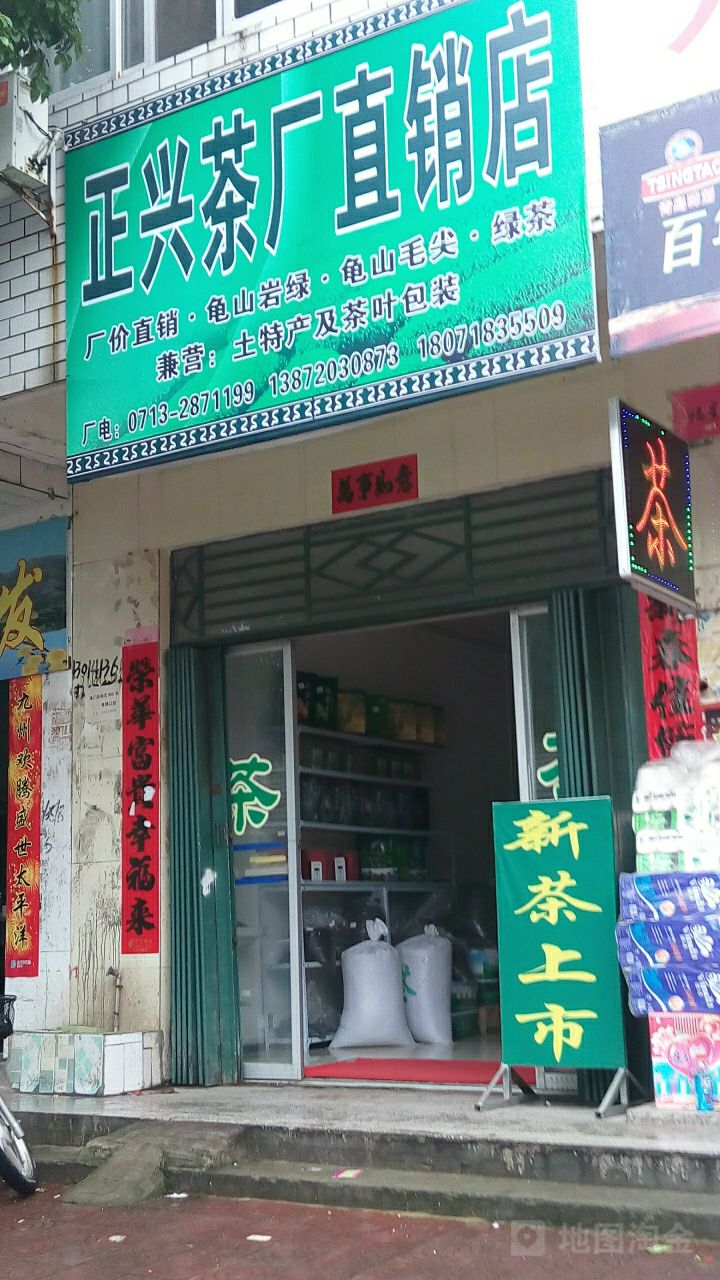 正兴茶厂直销店
厂价直销·龟山岩绿·龟山毛尖·绿茶
兼营：土特产及茶叶包装
厂电：0713-2871199 13872030873 18071835509
TSINGTAO
百
萬事如意
茶
发
九州欢腾盛世太平洋
榮華富贵幸福来
茶
新茶上市
地图淘金